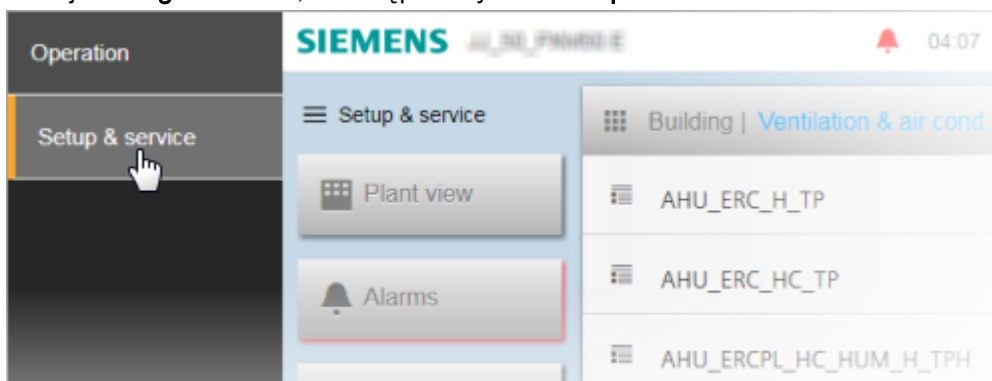 Operation
Setup & service
SIEMENS
04:07
Setup & service
Plant view
Alarms
Building | Ventilation & air cond
AHU_ERC_H_TP
AHU_ERC_HC_TP
AHU_ERCPL_HC_HUM_H_TPH